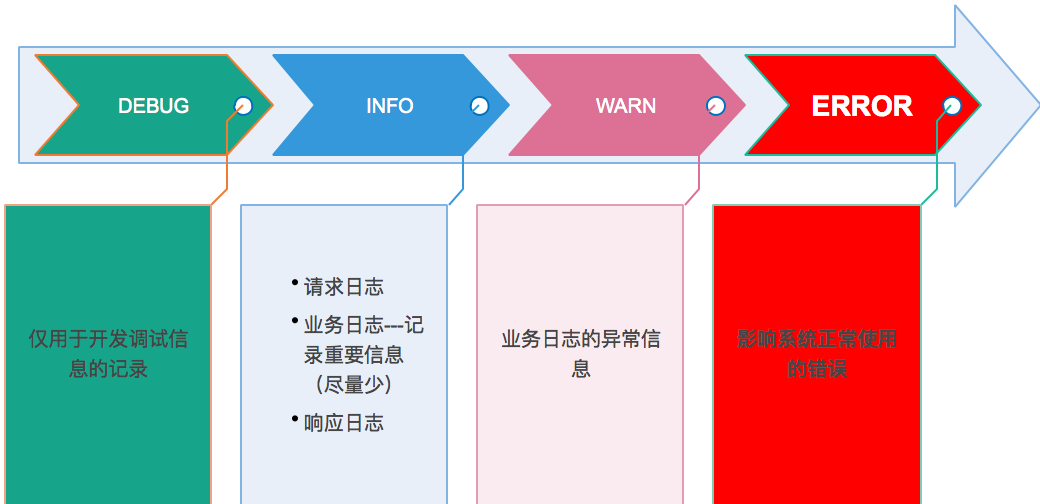 DEBUG
INFO
WARN
ERROR
仅用于开发调试信
息的记录
• 请求日志
• 业务日志---记
录重要信息
（尽量少）
• 响应日志
业务日志的异常信
息
影响系统正常使用
的错误